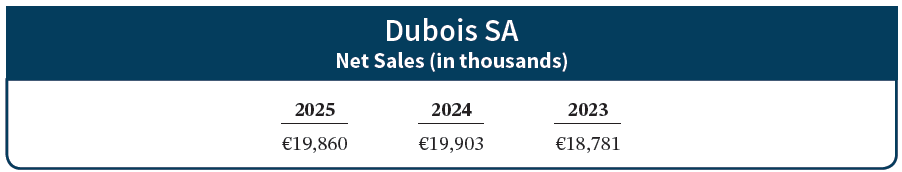 Dubois SA
Net Sales (in thousands)
2025 2024 2023
€19,860 €19,903 €18,781